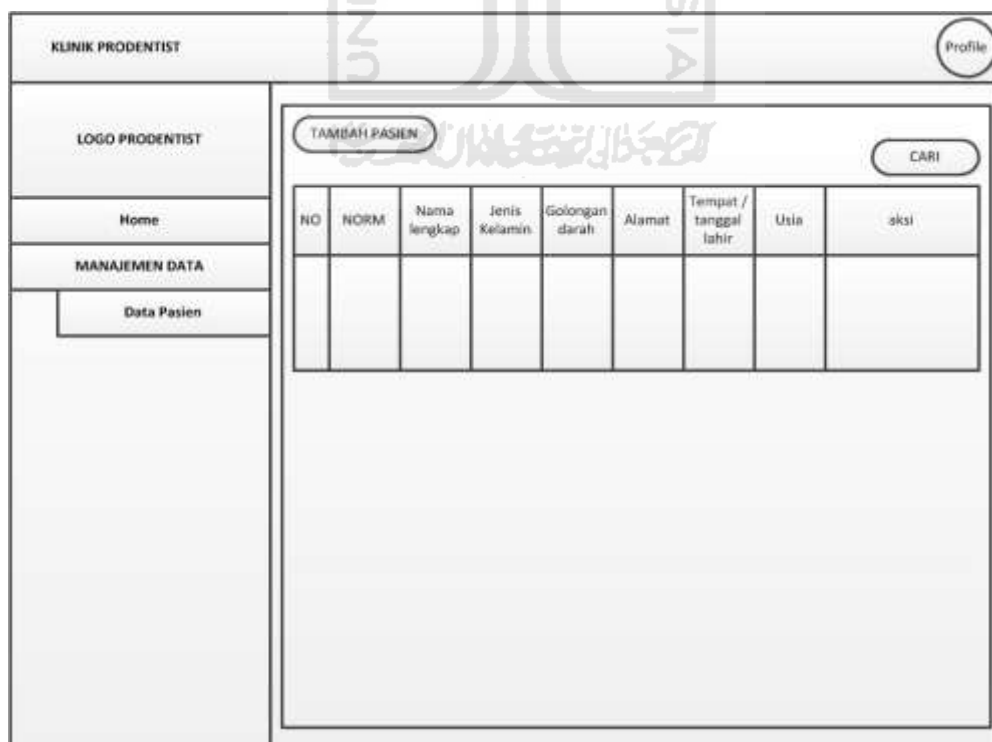 KLINIK PRODENTIST
Profile
LOGO PRODENTIST
Home
MANAJEMEN DATA
Data Pasien
TAMBAH PASIEN
CARI
NO
NORM
Nama
lengkap
Jenis
Kelamin
Golongan
darah
Alamat
Tempat /
tanggal
lahir
Usia
aksi